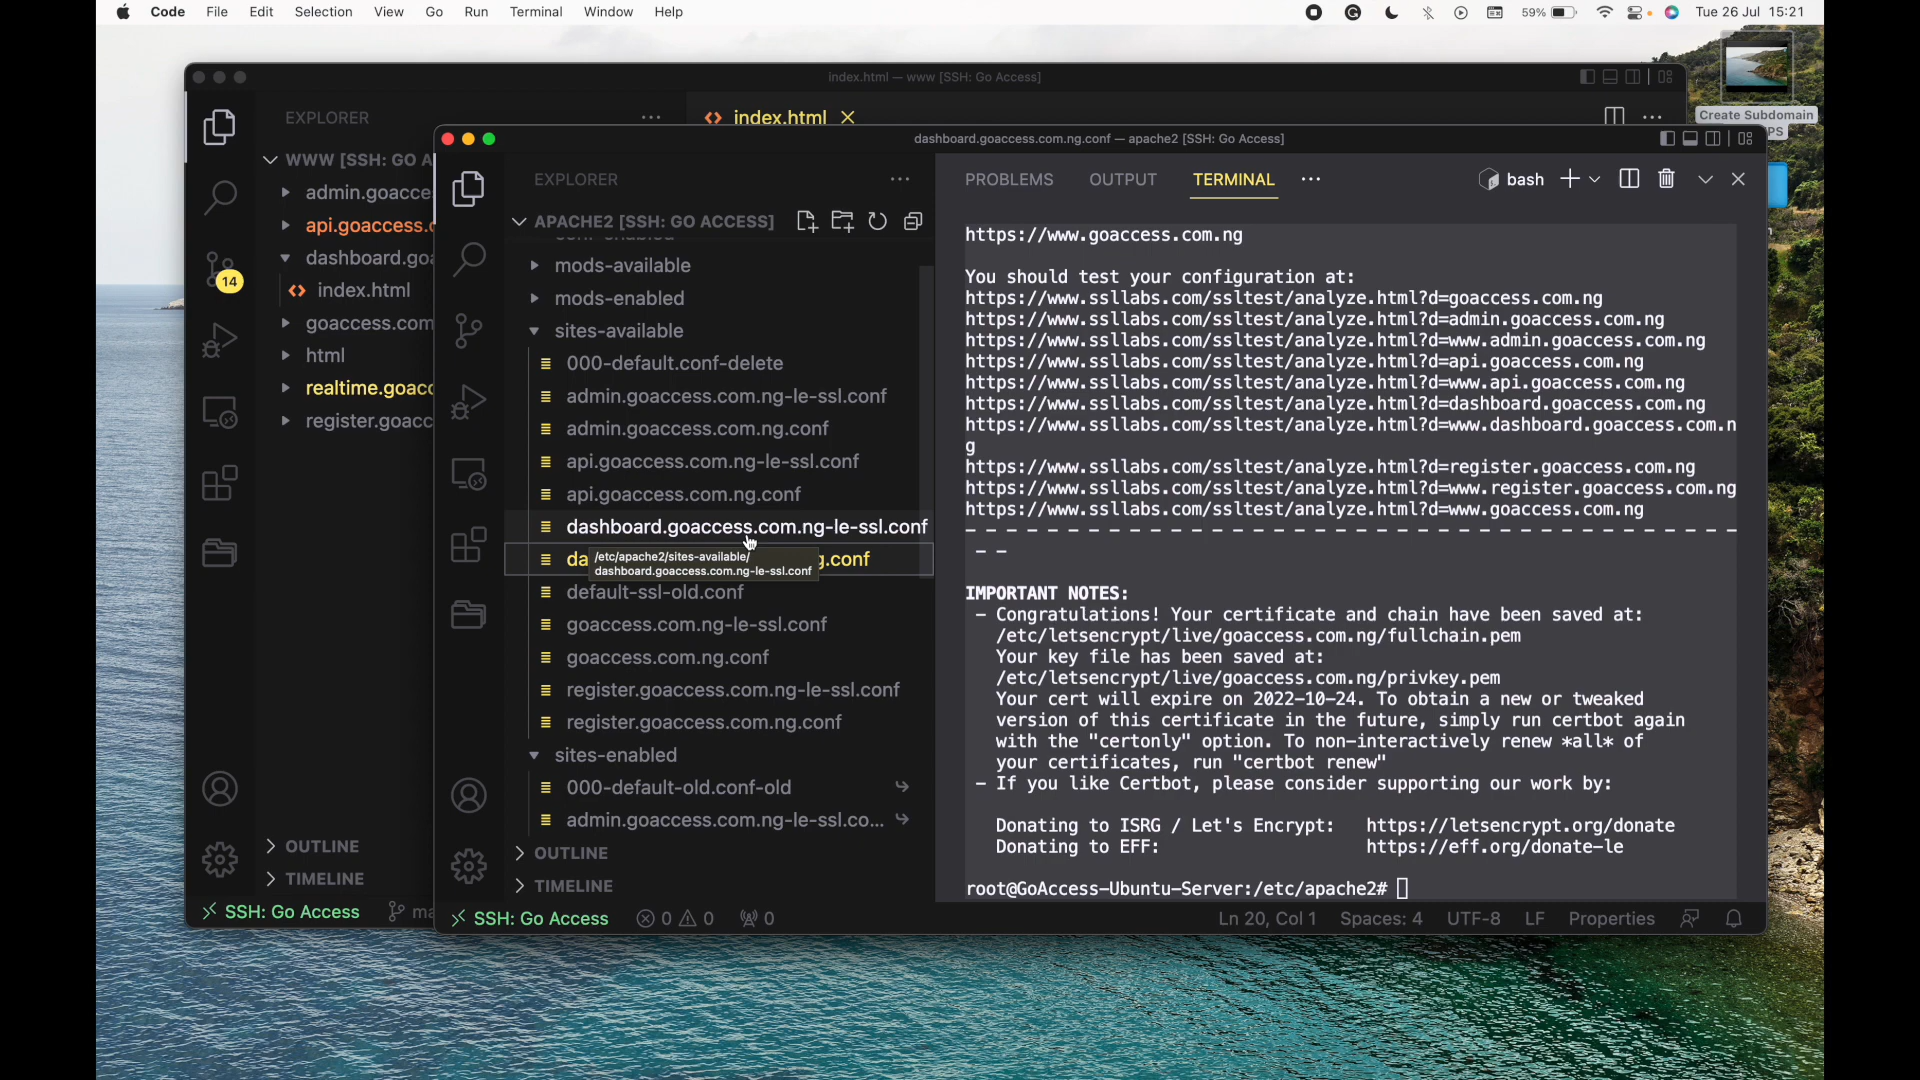 Code File Edit Selection View Go Run Terminal Window Help 59% Tue 26 Jul 15:21
index.html — www [SSH: Go Access]
Create Subdomain
PS
EXPLORER
index.html
WWW [SSH: GO A
admin.goacce
api.goaccess.
dashboard.goa
index.html
goaccess.com
html
realtime.goac
register.goacc
14
OUTLINE
TIMELINE
SSH: Go Access
ma
dashboard.goaccess.com.ng.conf — apache2 [SSH: Go Access]
EXPLORER
APACHE2 [SSH: GO ACCESS]
mods-available
mods-enabled
sites-available
000-default.conf-delete
admin.goaccess.com.ng-le-ssl.conf
admin.goaccess.com.ng.conf
api.goaccess.com.ng-le-ssl.conf
api.goaccess.com.ng.conf
dashboard.goaccess.com.ng-le-ssl.conf
da g.conf
/etc/apache2/sites-available/
dashboard.goaccess.com.ng-le-ssl.conf
default-ssl-old.conf
goaccess.com.ng-le-ssl.conf
goaccess.com.ng.conf
register.goaccess.com.ng-le-ssl.conf
register.goaccess.com.ng.conf
sites-enabled
000-default-old.conf-old
admin.goaccess.com.ng-le-ssl.co...
OUTLINE
TIMELINE
PROBLEMS OUTPUT TERMINAL bash
https://www.goaccess.com.ng
You should test your configuration at:
https://www.ssllabs.com/ssltest/analyze.html?d=goaccess.com.ng
https://www.ssllabs.com/ssltest/analyze.html?d=admin.goaccess.com.ng
https://www.ssllabs.com/ssltest/analyze.html?d=www.admin.goaccess.com.ng
https://www.ssllabs.com/ssltest/analyze.html?d=api.goaccess.com.ng
https://www.ssllabs.com/ssltest/analyze.html?d=www.api.goaccess.com.ng
https://www.ssllabs.com/ssltest/analyze.html?d=dashboard.goaccess.com.ng
https://www.ssllabs.com/ssltest/analyze.html?d=www.dashboard.goaccess.com.n
g
https://www.ssllabs.com/ssltest/analyze.html?d=register.goaccess.com.ng
https://www.ssllabs.com/ssltest/analyze.html?d=www.register.goaccess.com.ng
https://www.ssllabs.com/ssltest/analyze.html?d=www.goaccess.com.ng
- - - - - - - - - - - - - - - - - - - - - - - - - - - - - - - - - - - - - -
- -
IMPORTANT NOTES:
- Congratulations! Your certificate and chain have been saved at:
/etc/letsencrypt/live/goaccess.com.ng/fullchain.pem
Your key file has been saved at:
/etc/letsencrypt/live/goaccess.com.ng/privkey.pem
Your cert will expire on 2022-10-24. To obtain a new or tweaked
version of this certificate in the future, simply run certbot again
with the "certonly" option. To non-interactively renew *all* of
your certificates, run "certbot renew"
- If you like Certbot, please consider supporting our work by:
Donating to ISRG / Let's Encrypt: https://letsencrypt.org/donate
Donating to EFF: https://eff.org/donate-le
root@GoAccess-Ubuntu-Server:/etc/apache2#
SSH: Go Access 0 0 0 Ln 20, Col 1 Spaces: 4 UTF-8 LF Properties